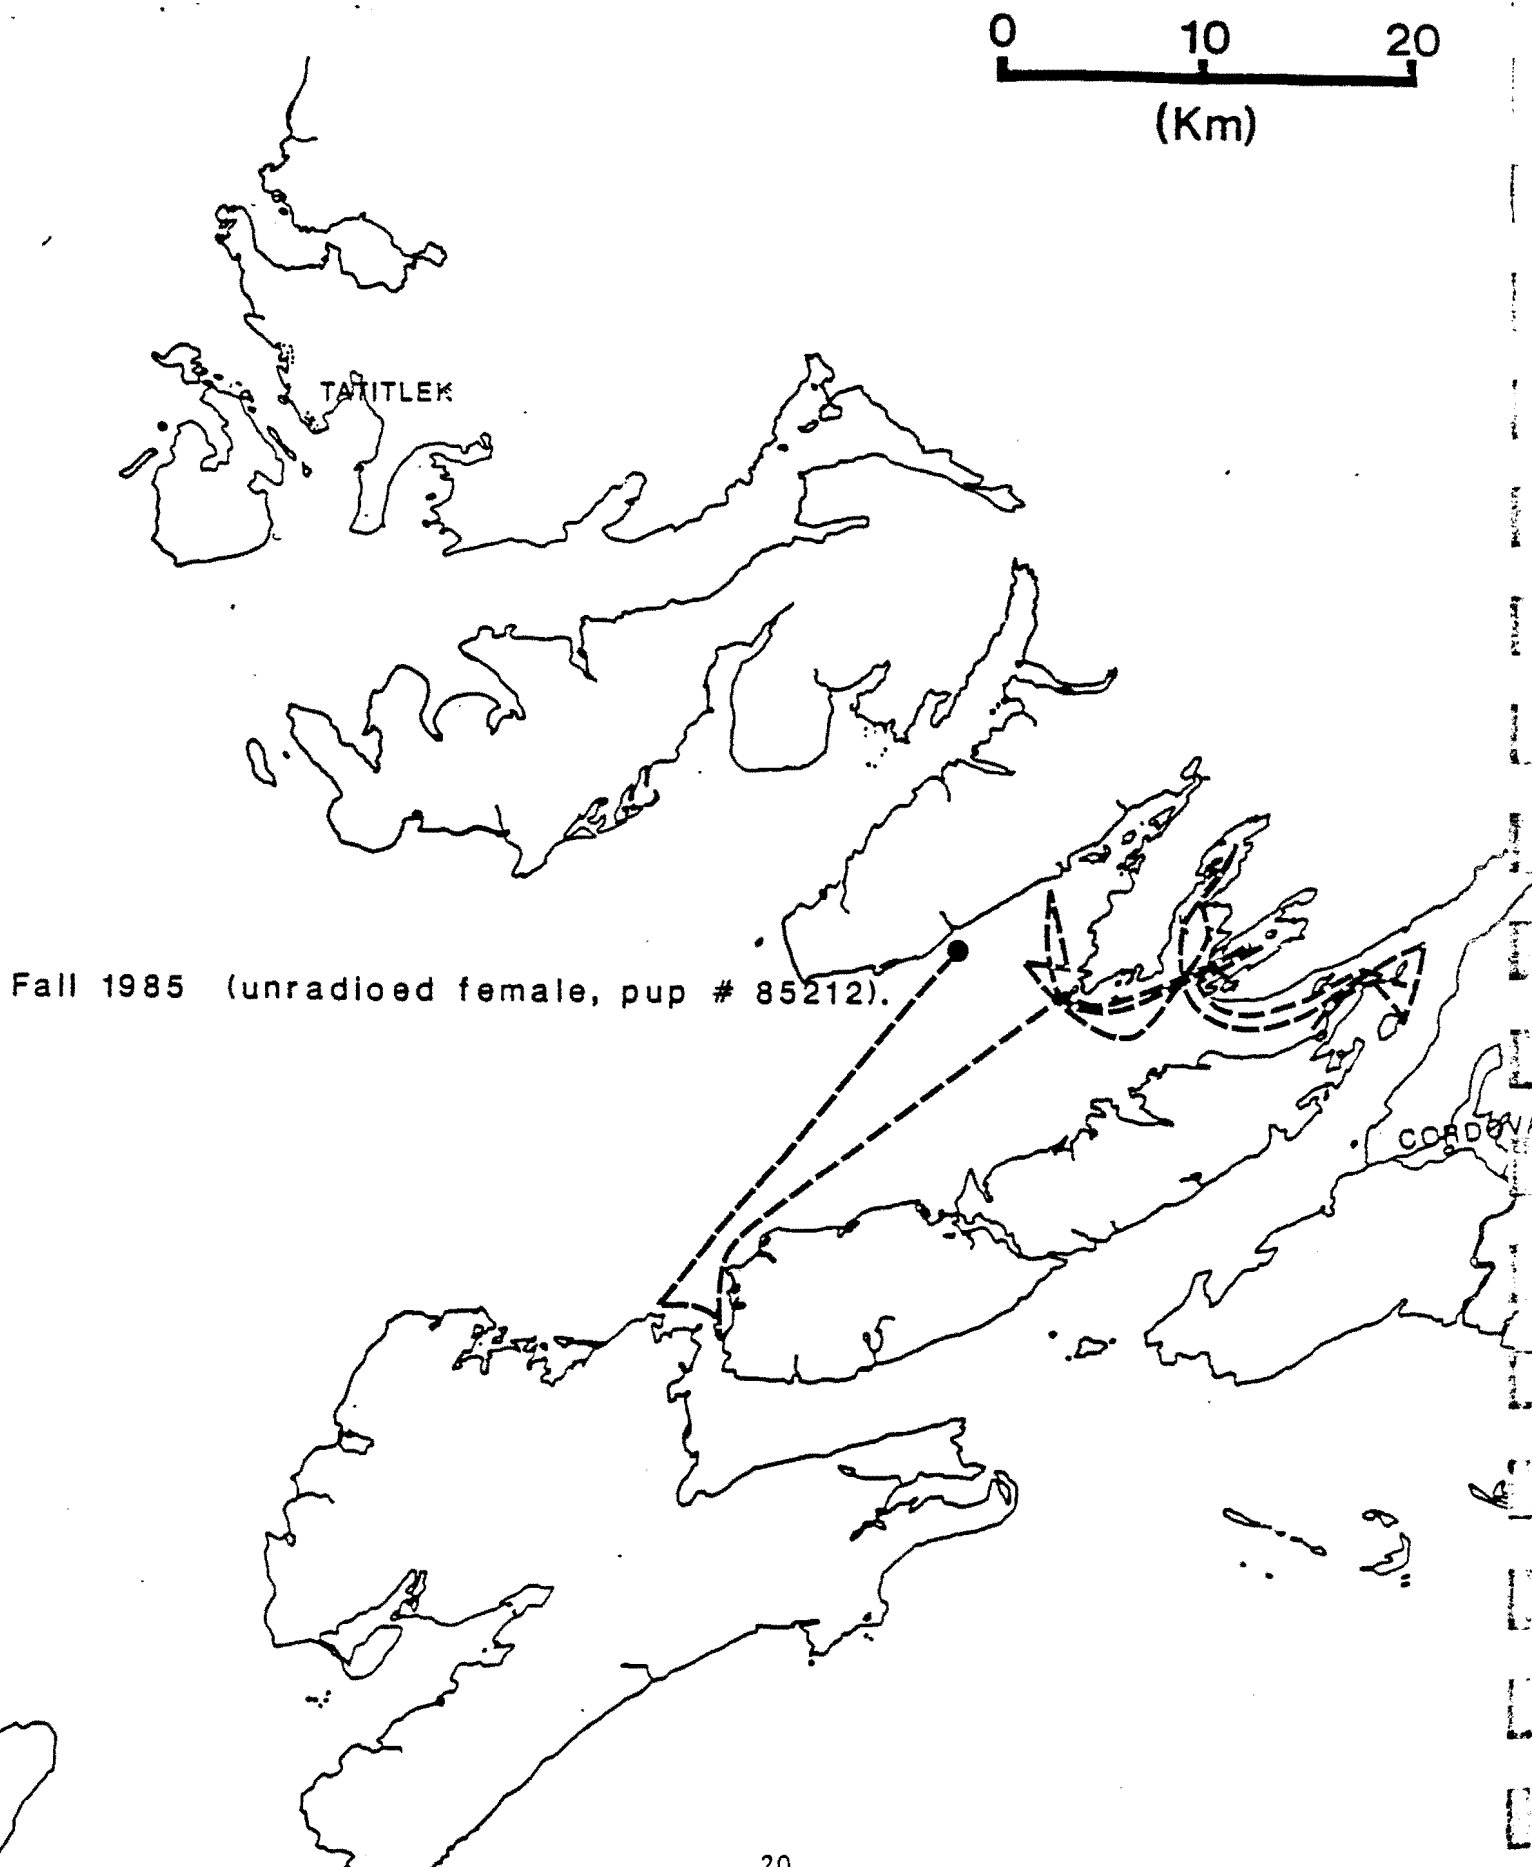 0 10 20
(Km)
TATITLEK
Fall 1985 (unradioed female, pup # 85212).
CORDOVA
20